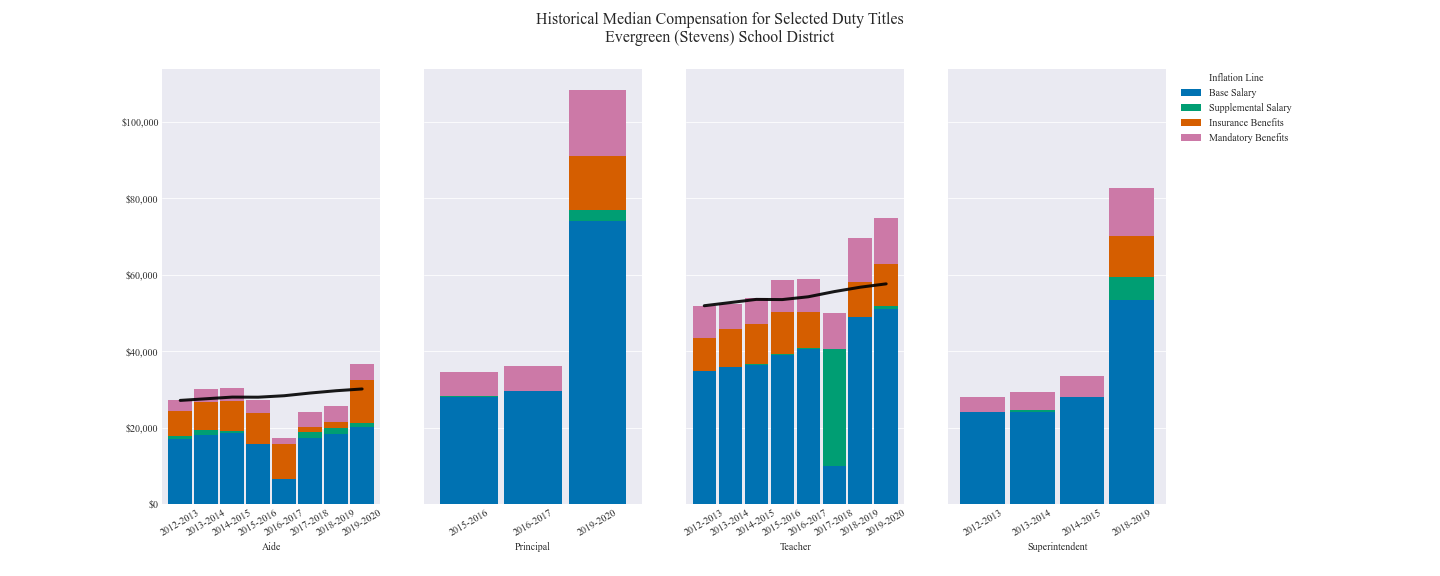 Historical Median Compensation for Selected Duty Titles
Evergreen (Stevens) School District
Inflation Line
Base Salary
Supplemental Salary
Insurance Benefits
Mandatory Benefits
$100,000
$80,000
$60,000
$40,000
$20,000
$0
2012-2013
2013-2014
2014-2015
2015-2016
2016-2017
2017-2018
2018-2019
2019-2020
Aide
2015-2016
2016-2017
2019-2020
Principal
2012-2013
2013-2014
2014-2015
2015-2016
2016-2017
2017-2018
2018-2019
2019-2020
Teacher
2012-2013
2013-2014
2014-2015
2018-2019
Superintendent